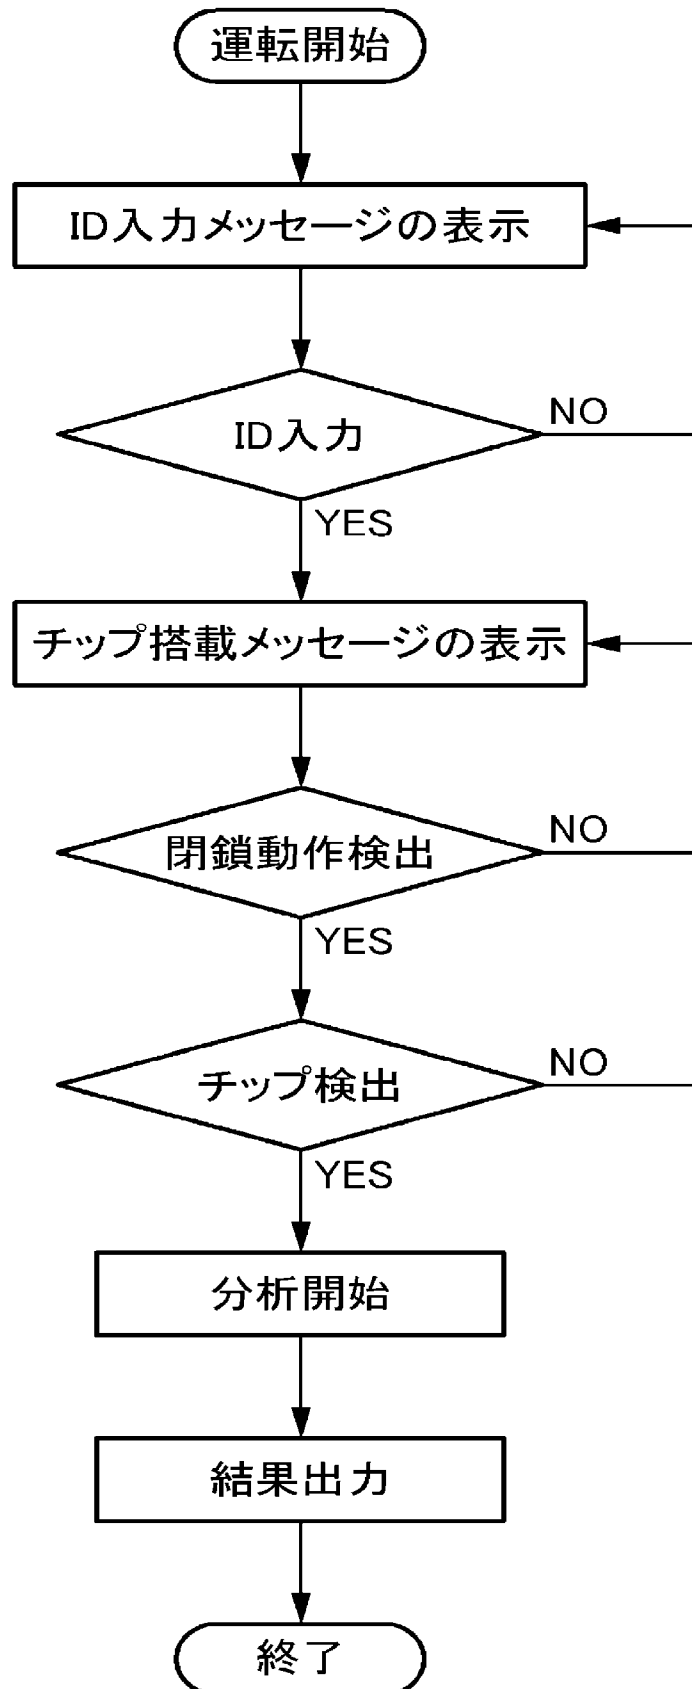 運転開始
ID入力メッセージの表示
ID入力
NO
YES
チップ搭載メッセージの表示
閉鎖動作検出
NO
YES
チップ検出
NO
YES
分析開始
結果出力
終了